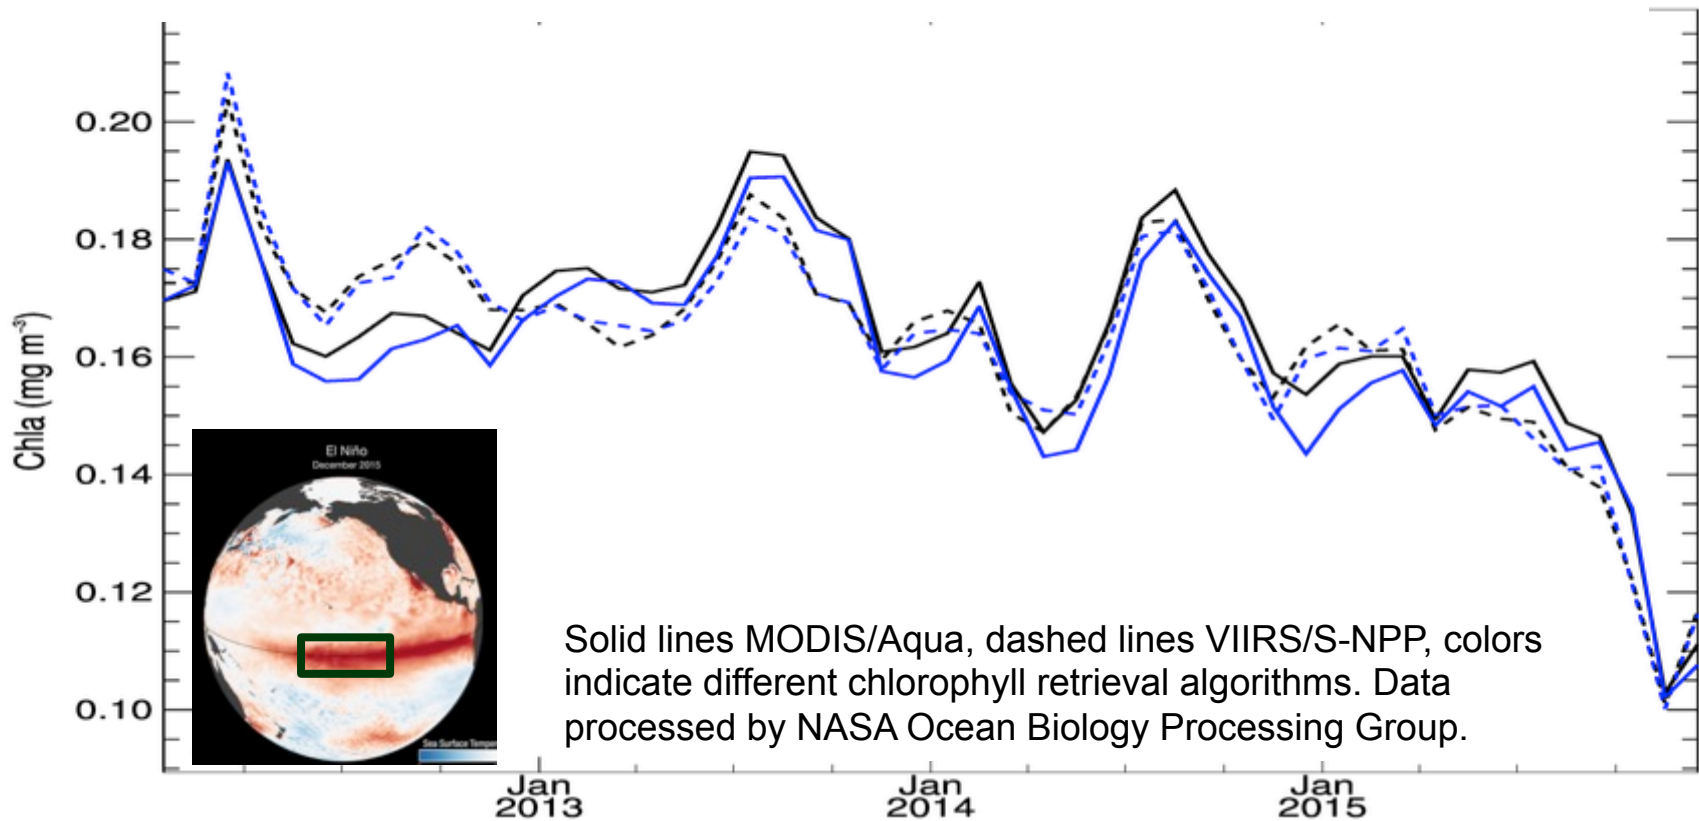 0.20
0.18
0.16
0.14
0.12
0.10
Chla (mg m⁻³)
El Niño
December 2015
Sea Surface
Solid lines MODIS/Aqua, dashed lines VIIRS/S-NPP, colors
indicate different chlorophyll retrieval algorithms. Data
processed by NASA Ocean Biology Processing Group.
Jan
2013
Jan
2014
Jan
2015